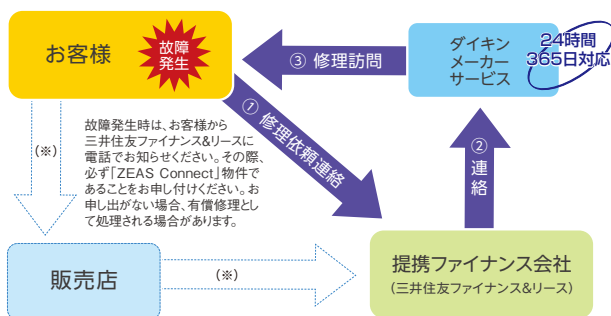 お客様
故障
発生
③ 修理訪問
ダイキン
メーカー
サービス
24時間
365日対応
(※)
故障発生時は、お客様から
三井住友ファイナンス&リースに
電話でお知らせください。その際、
必ず「ZEAS Connect」物件で
あることをお申し付けください。お
申し出がない場合、有償修理とし
て処理される場合があります。
① 修理依頼連絡
② 連絡
販売店
(※)
提携ファイナンス会社
(三井住友ファイナンス&リース)